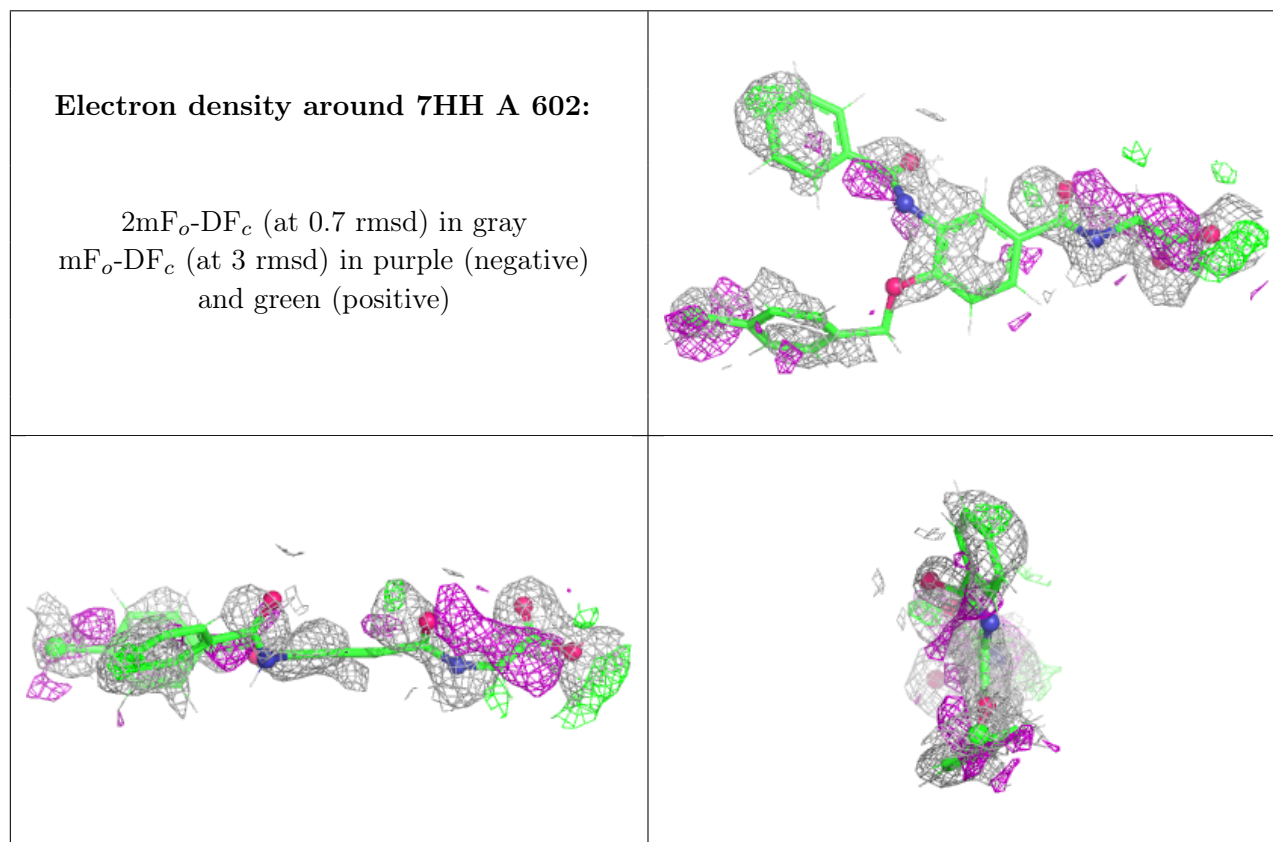 Electron density around 7HH A 602:
2mFo-DFc (at 0.7 rmsd) in gray
mFo-DFc (at 3 rmsd) in purple (negative)
and green (positive)